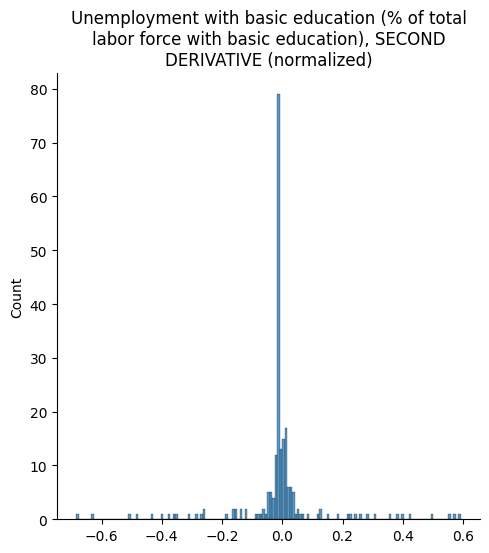 Unemployment with basic education (% of total
labor force with basic education), SECOND
DERIVATIVE (normalized)
80
70
60
50
40
30
20
10
0
Count
−0.6 −0.4 −0.2 0.0 0.2 0.4 0.6